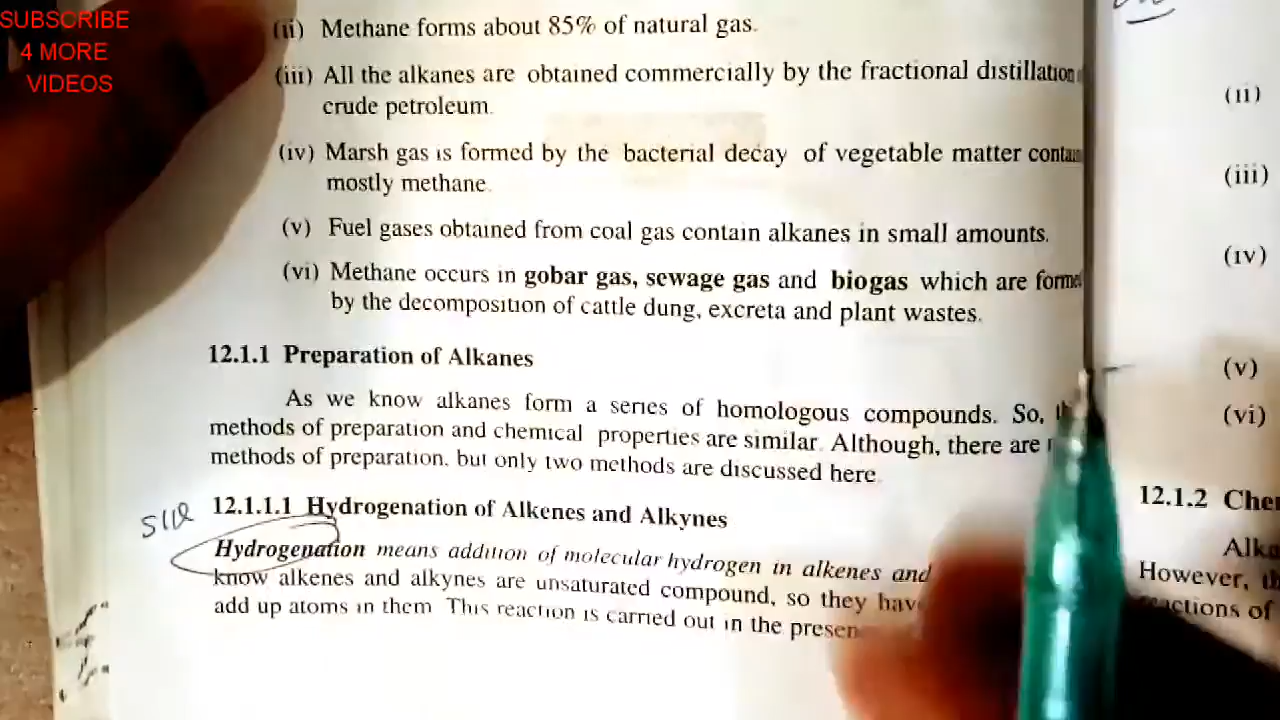 SUBSCRIBE
4 MORE
VIDEOS
(ii) Methane forms about 85% of natural gas.
(iii) All the alkanes are obtained commercially by the fractional distillation
crude petroleum.
(iv) Marsh gas is formed by the bacterial decay of vegetable matter
mostly methane.
(v) Fuel gases obtained from coal gas contain alkanes in small amounts.
(vi) Methane occurs in gobar gas, sewage gas and biogas which are
by the decomposition of cattle dung, excreta and plant wastes.
12.1.1 Preparation of Alkanes
As we know alkanes form a series of homologous compounds. So,
methods of preparation and chemical properties are similar. Although, there are
methods of preparation, but only two methods are discussed here.
12.1.1.1 Hydrogenation of Alkenes and Alkynes
Hydrogenation means addition of molecular hydrogen in alkenes and
know alkenes and alkynes are unsaturated compound, so they
add up atoms in them This reaction is carried out in the
(ii)
(iii)
(iv)
(v)
(vi)
12.1.2
However,
of